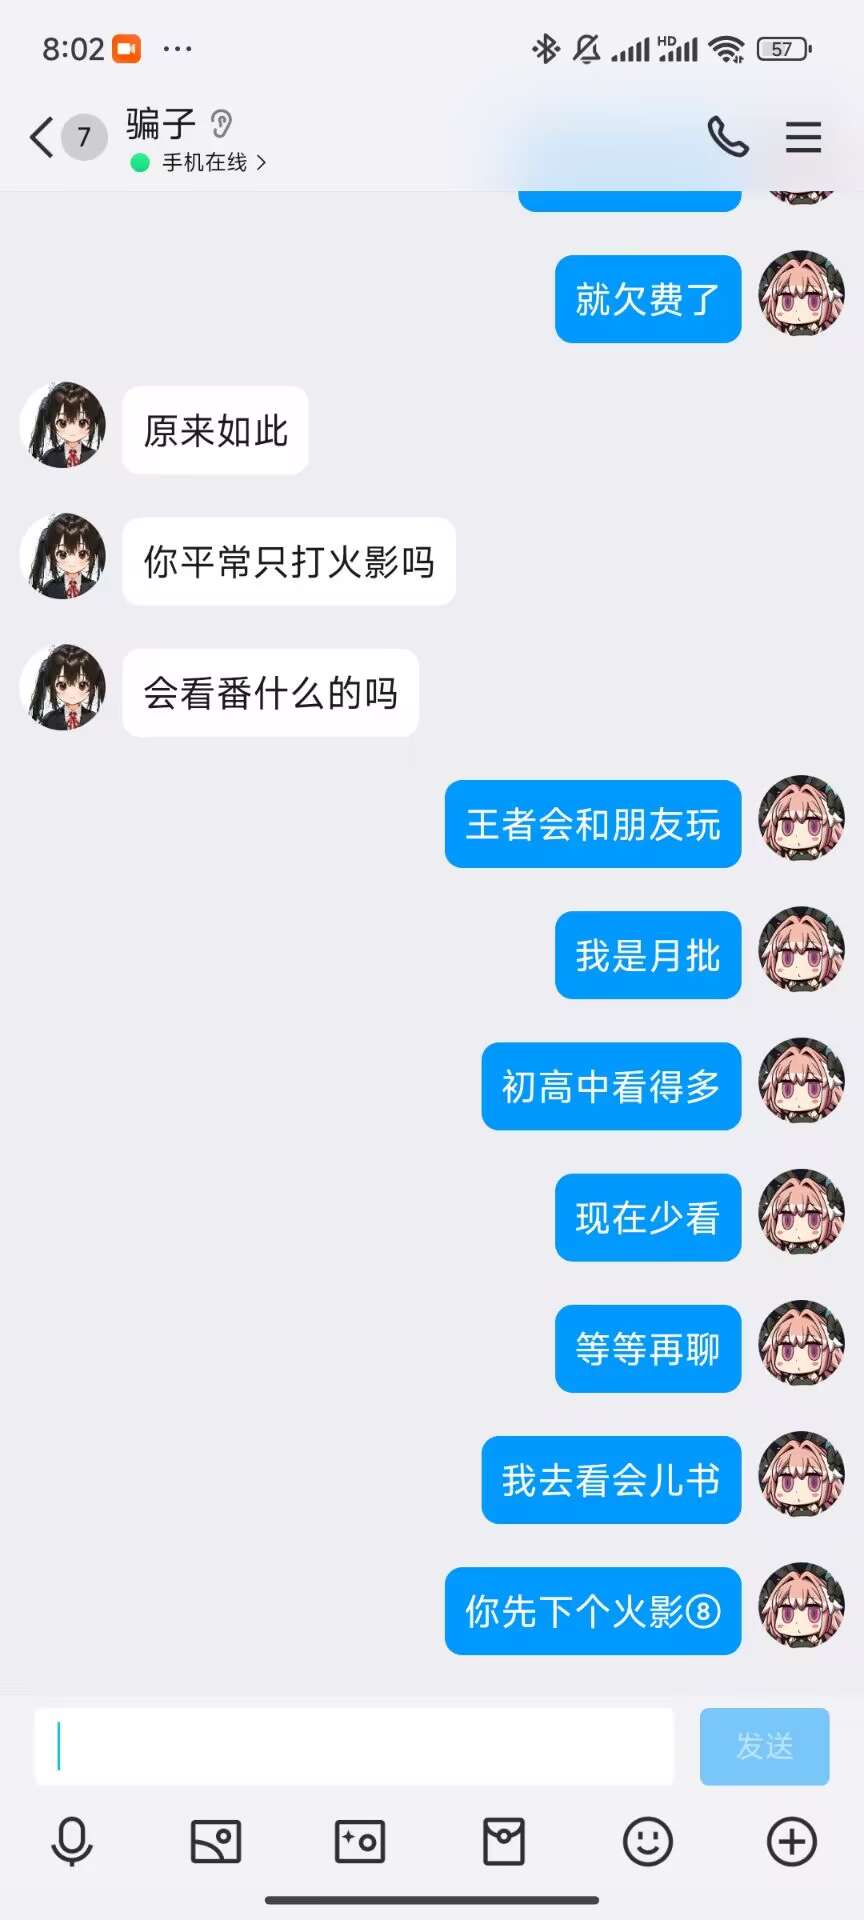 8:02
HD
57
7
骗子
手机在线
就欠费了
原来如此
你平常只打火影吗
会看番什么的吗
王者会和朋友玩
我是月批
初高中看得多
现在少看
等等再聊
我去看会儿书
你先下个火影⑧
发送